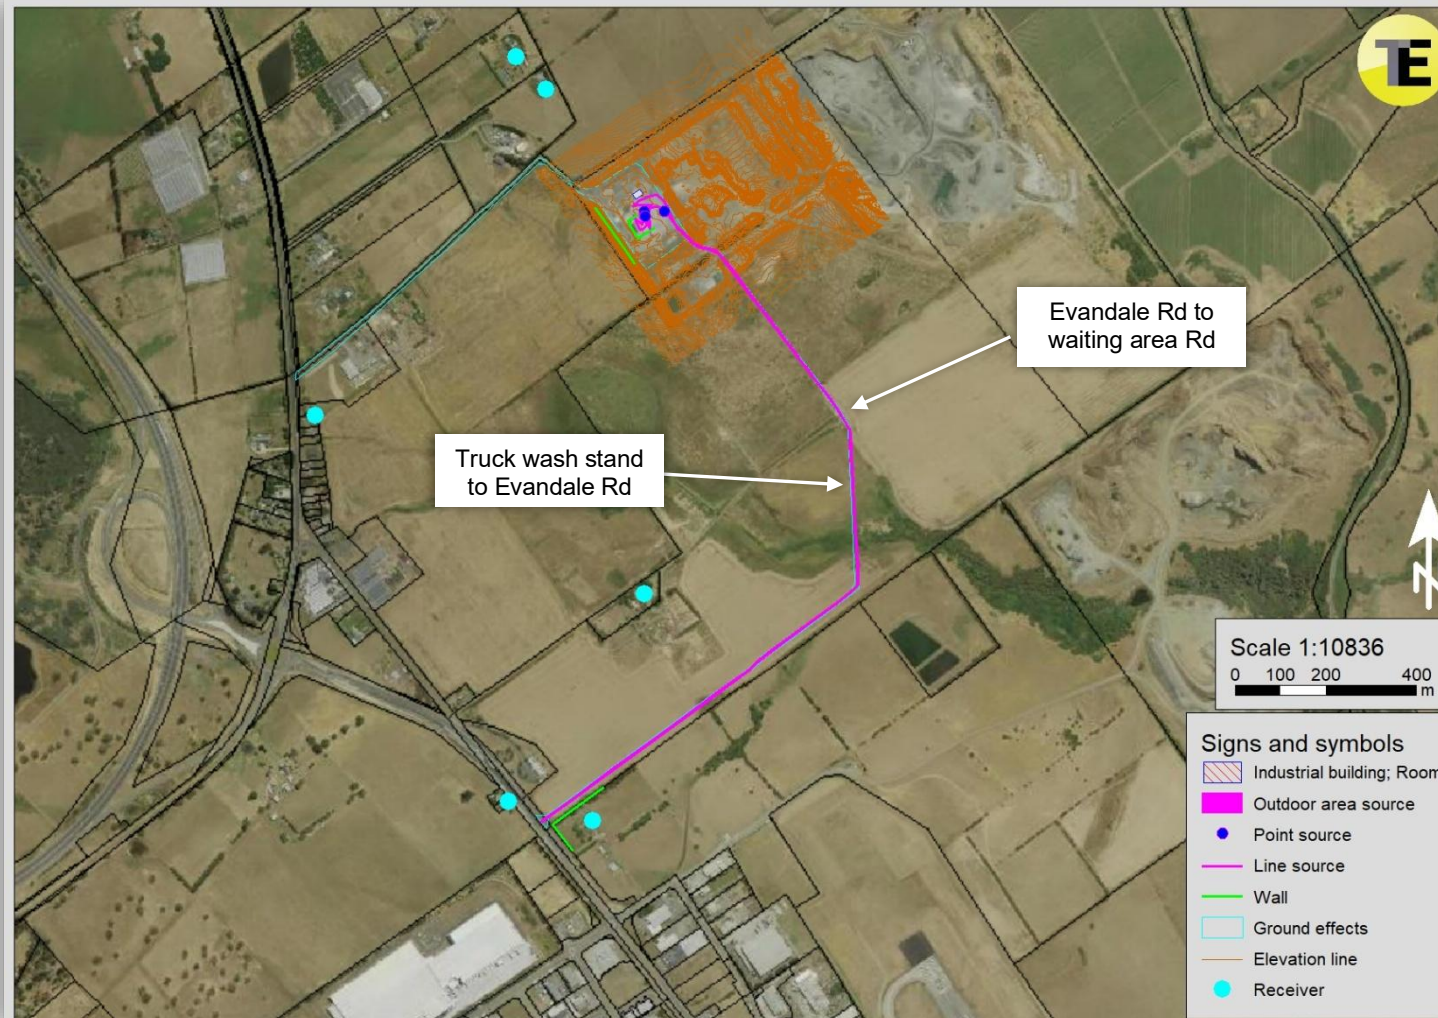 TE
Evandale Rd to
waiting area Rd
Truck wash stand
to Evandale Rd
N
Scale 1:10836
0 100 200 400
m
Signs and symbols
Industrial building; Room
Outdoor area source
Point source
Line source
Wall
Ground effects
Elevation line
Receiver